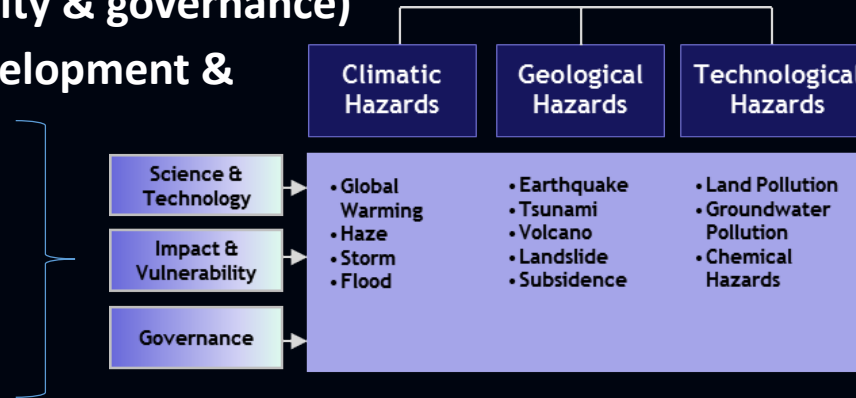 ity & governance)
elopment &
Climatic
Hazards
Geological
Hazards
Technological
Hazards
Science &
Technology
Impact &
Vulnerability
Governance
• Global
Warming
• Haze
• Storm
• Flood
• Earthquake
• Tsunami
• Volcano
• Landslide
• Subsidence
• Land Pollution
• Groundwater
Pollution
• Chemical
Hazards